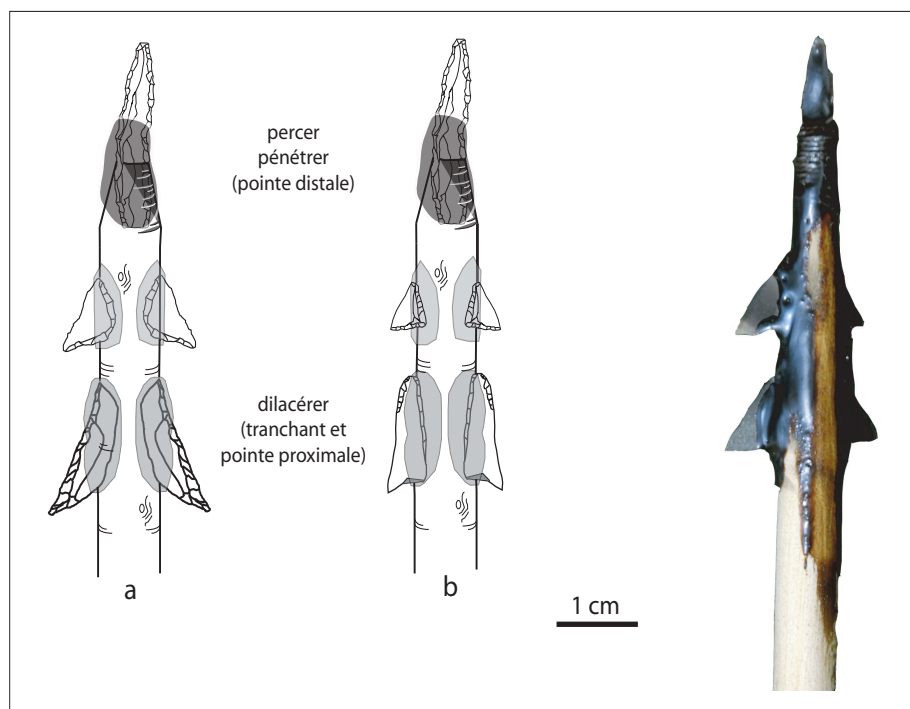 percer
pénétrer
(pointe distale)
dilacérer
(tranchant et
pointe proximale)
a
b
1 cm